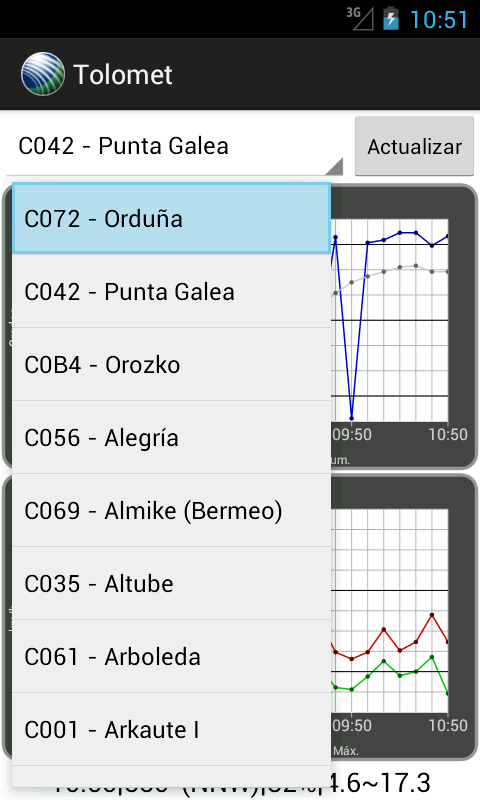 3G 10:51
Tolomet
C042 - Punta Galea Actualizar
C072 - Orduña
C042 - Punta Galea
C0B4 - Orozko
C056 - Alegría
09:50 10:50
um.
C069 - Almike (Bermeo)
C035 - Altube
C061 - Arboleda
C001 - Arkaute I
09:50 10:50
Máx.
(NNW)|52%|4.6~17.3